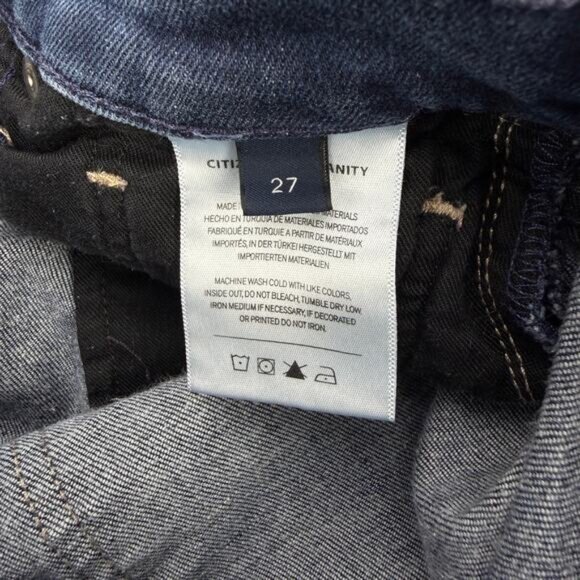 CITIZ ANITY
27
MADE MATERIALS
HECHO EN TURQUIA DE MATERIALES IMPORTADOS
FABRIQUÉ EN TURQUIE A PARTIR DE MATÉRIAUX
IMPORTÉS, IN DER TÜRKEI HERGESTELLT MIT
IMPORTIERTEN MATERIALIEN
MACHINE WASH COLD WITH LIKE COLORS,
INSIDE OUT, DO NOT BLEACH, TUMBLE DRY LOW
IRON MEDIUM IF NECESSARY, IF DECORATED
OR PRINTED DO NOT IRON.